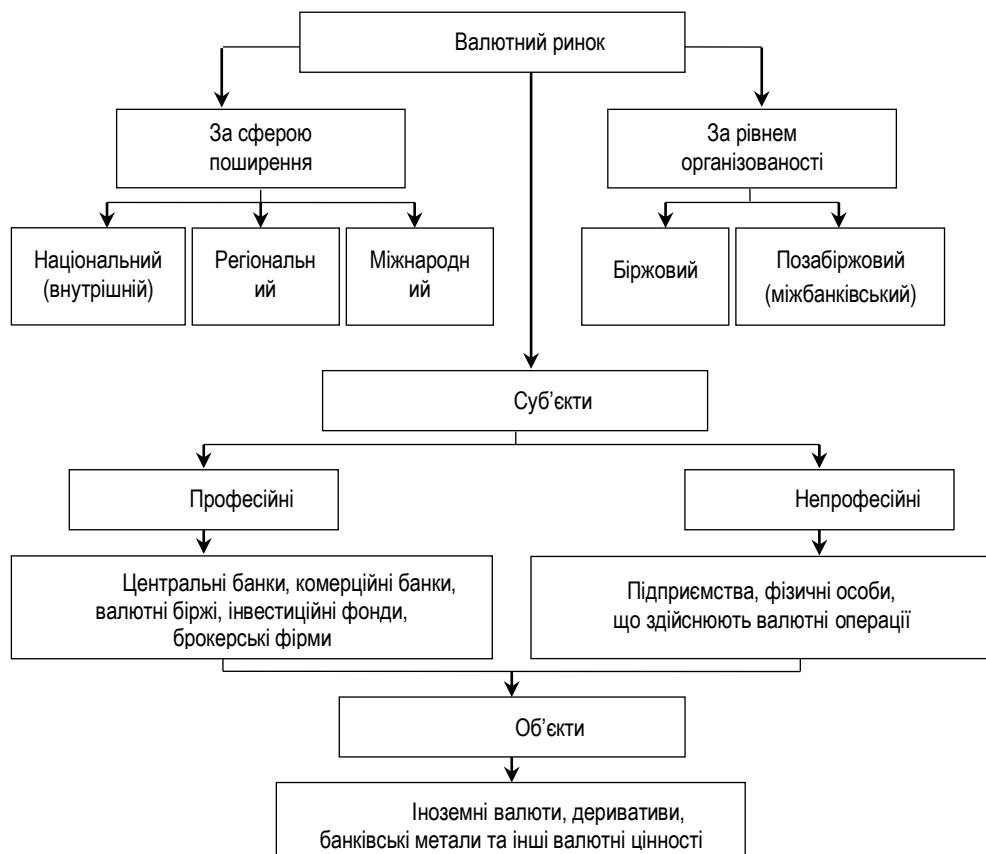 Валютний ринок
За сферою
поширення
За рівнем
організованості
Національний
(внутрішній)
Регіональн
ий
Міжнародн
ий
Біржовий
Позабіржовий
(міжбанківський)
Суб’єкти
Професійні
Непрофесійні
Центральні банки, комерційні банки,
валютні біржі, інвестиційні фонди,
брокерські фірми
Підприємства, фізичні особи,
що здійснюють валютні операції
Об’єкти
Іноземні валюти, деривативи,
банківські метали та інші валютні цінності